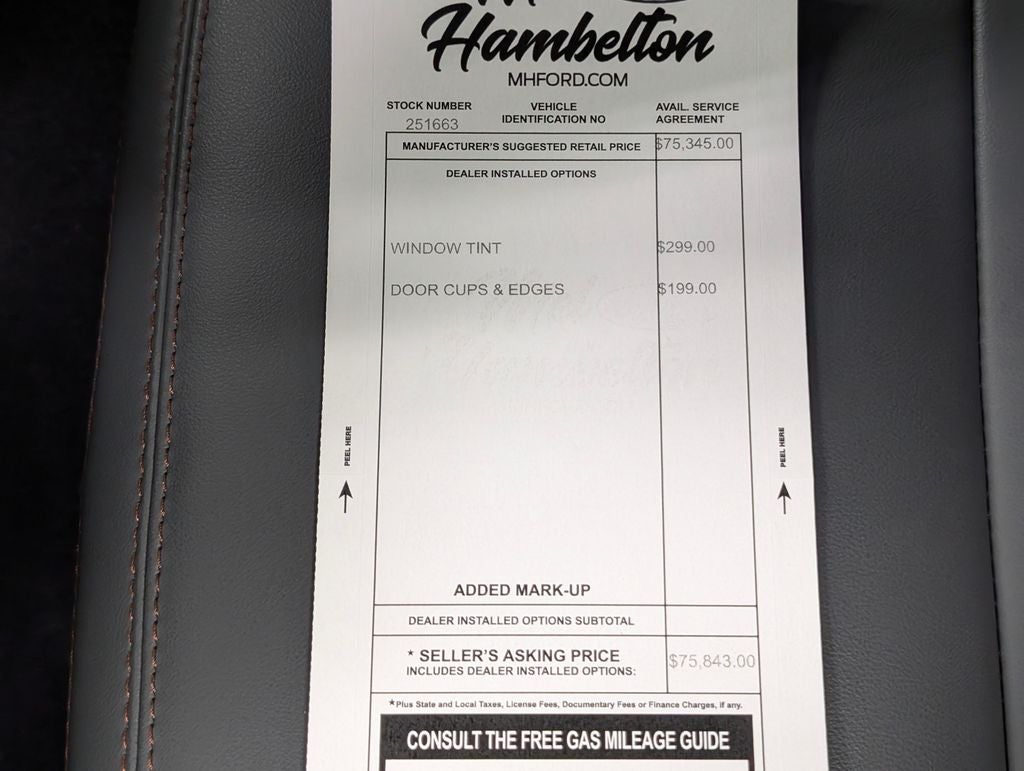 Hambelton
MHFORD.COM
STOCK NUMBER
251663
VEHICLE
IDENTIFICATION NO
AVAIL. SERVICE
AGREEMENT
MANUFACTURER'S SUGGESTED RETAIL PRICE $75,345.00
DEALER INSTALLED OPTIONS
WINDOW TINT $299.00
DOOR CUPS & EDGES $199.00
PEEL HERE
PEEL HERE
ADDED MARK-UP
DEALER INSTALLED OPTIONS SUBTOTAL
* SELLER'S ASKING PRICE $75,843.00
INCLUDES DEALER INSTALLED OPTIONS:
*Plus State and Local Taxes, License Fees, Documentary Fees or Finance Charges, if any.
CONSULT THE FREE GAS MILEAGE GUIDE